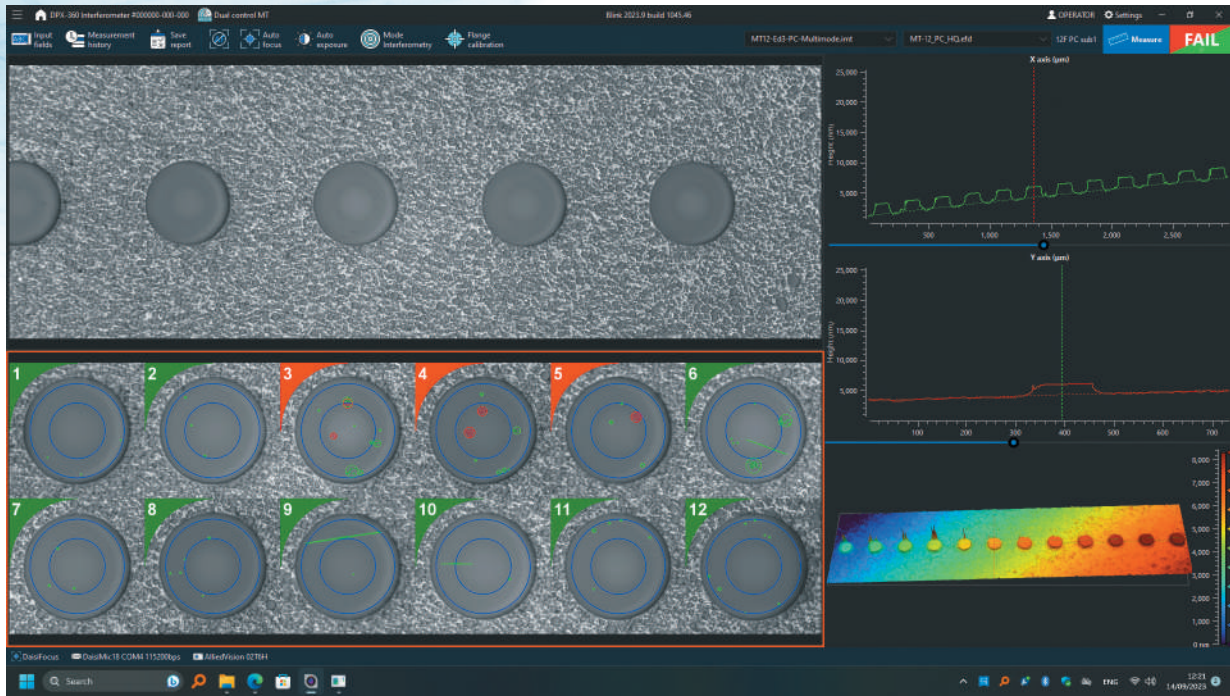 DPX-360 Interferometer #000000-000-000
Dual control MT
Blink 2023.9 build 1045.46
OPERATOR
Settings
Input fields
Measurement history
Save report
Auto focus
Auto exposure
Mode Interferometry
Flange calibration
MT12-Ed3-PC-Multimode.imt
MT-12_PC_HQ.efd
12F PC sub1
Measure
FAIL
X axis (μm)
25,000
20,000
15,000
10,000
5,000
Height (nm)
500
1,000
1,500
2,000
2,500
Y axis (μm)
25,000
20,000
15,000
10,000
5,000
Height (nm)
100
200
300
400
500
600
700
1
2
3
4
5
6
7
8
9
10
11
12
8,000
7,000
6,000
5,000
4,000
3,000
2,000
1,000
0 nm
DaisiFocus
DaisiMic18 COM4 115200bps
AlliedVision 02T6H
Search
ENG
12:21
14/09/2023